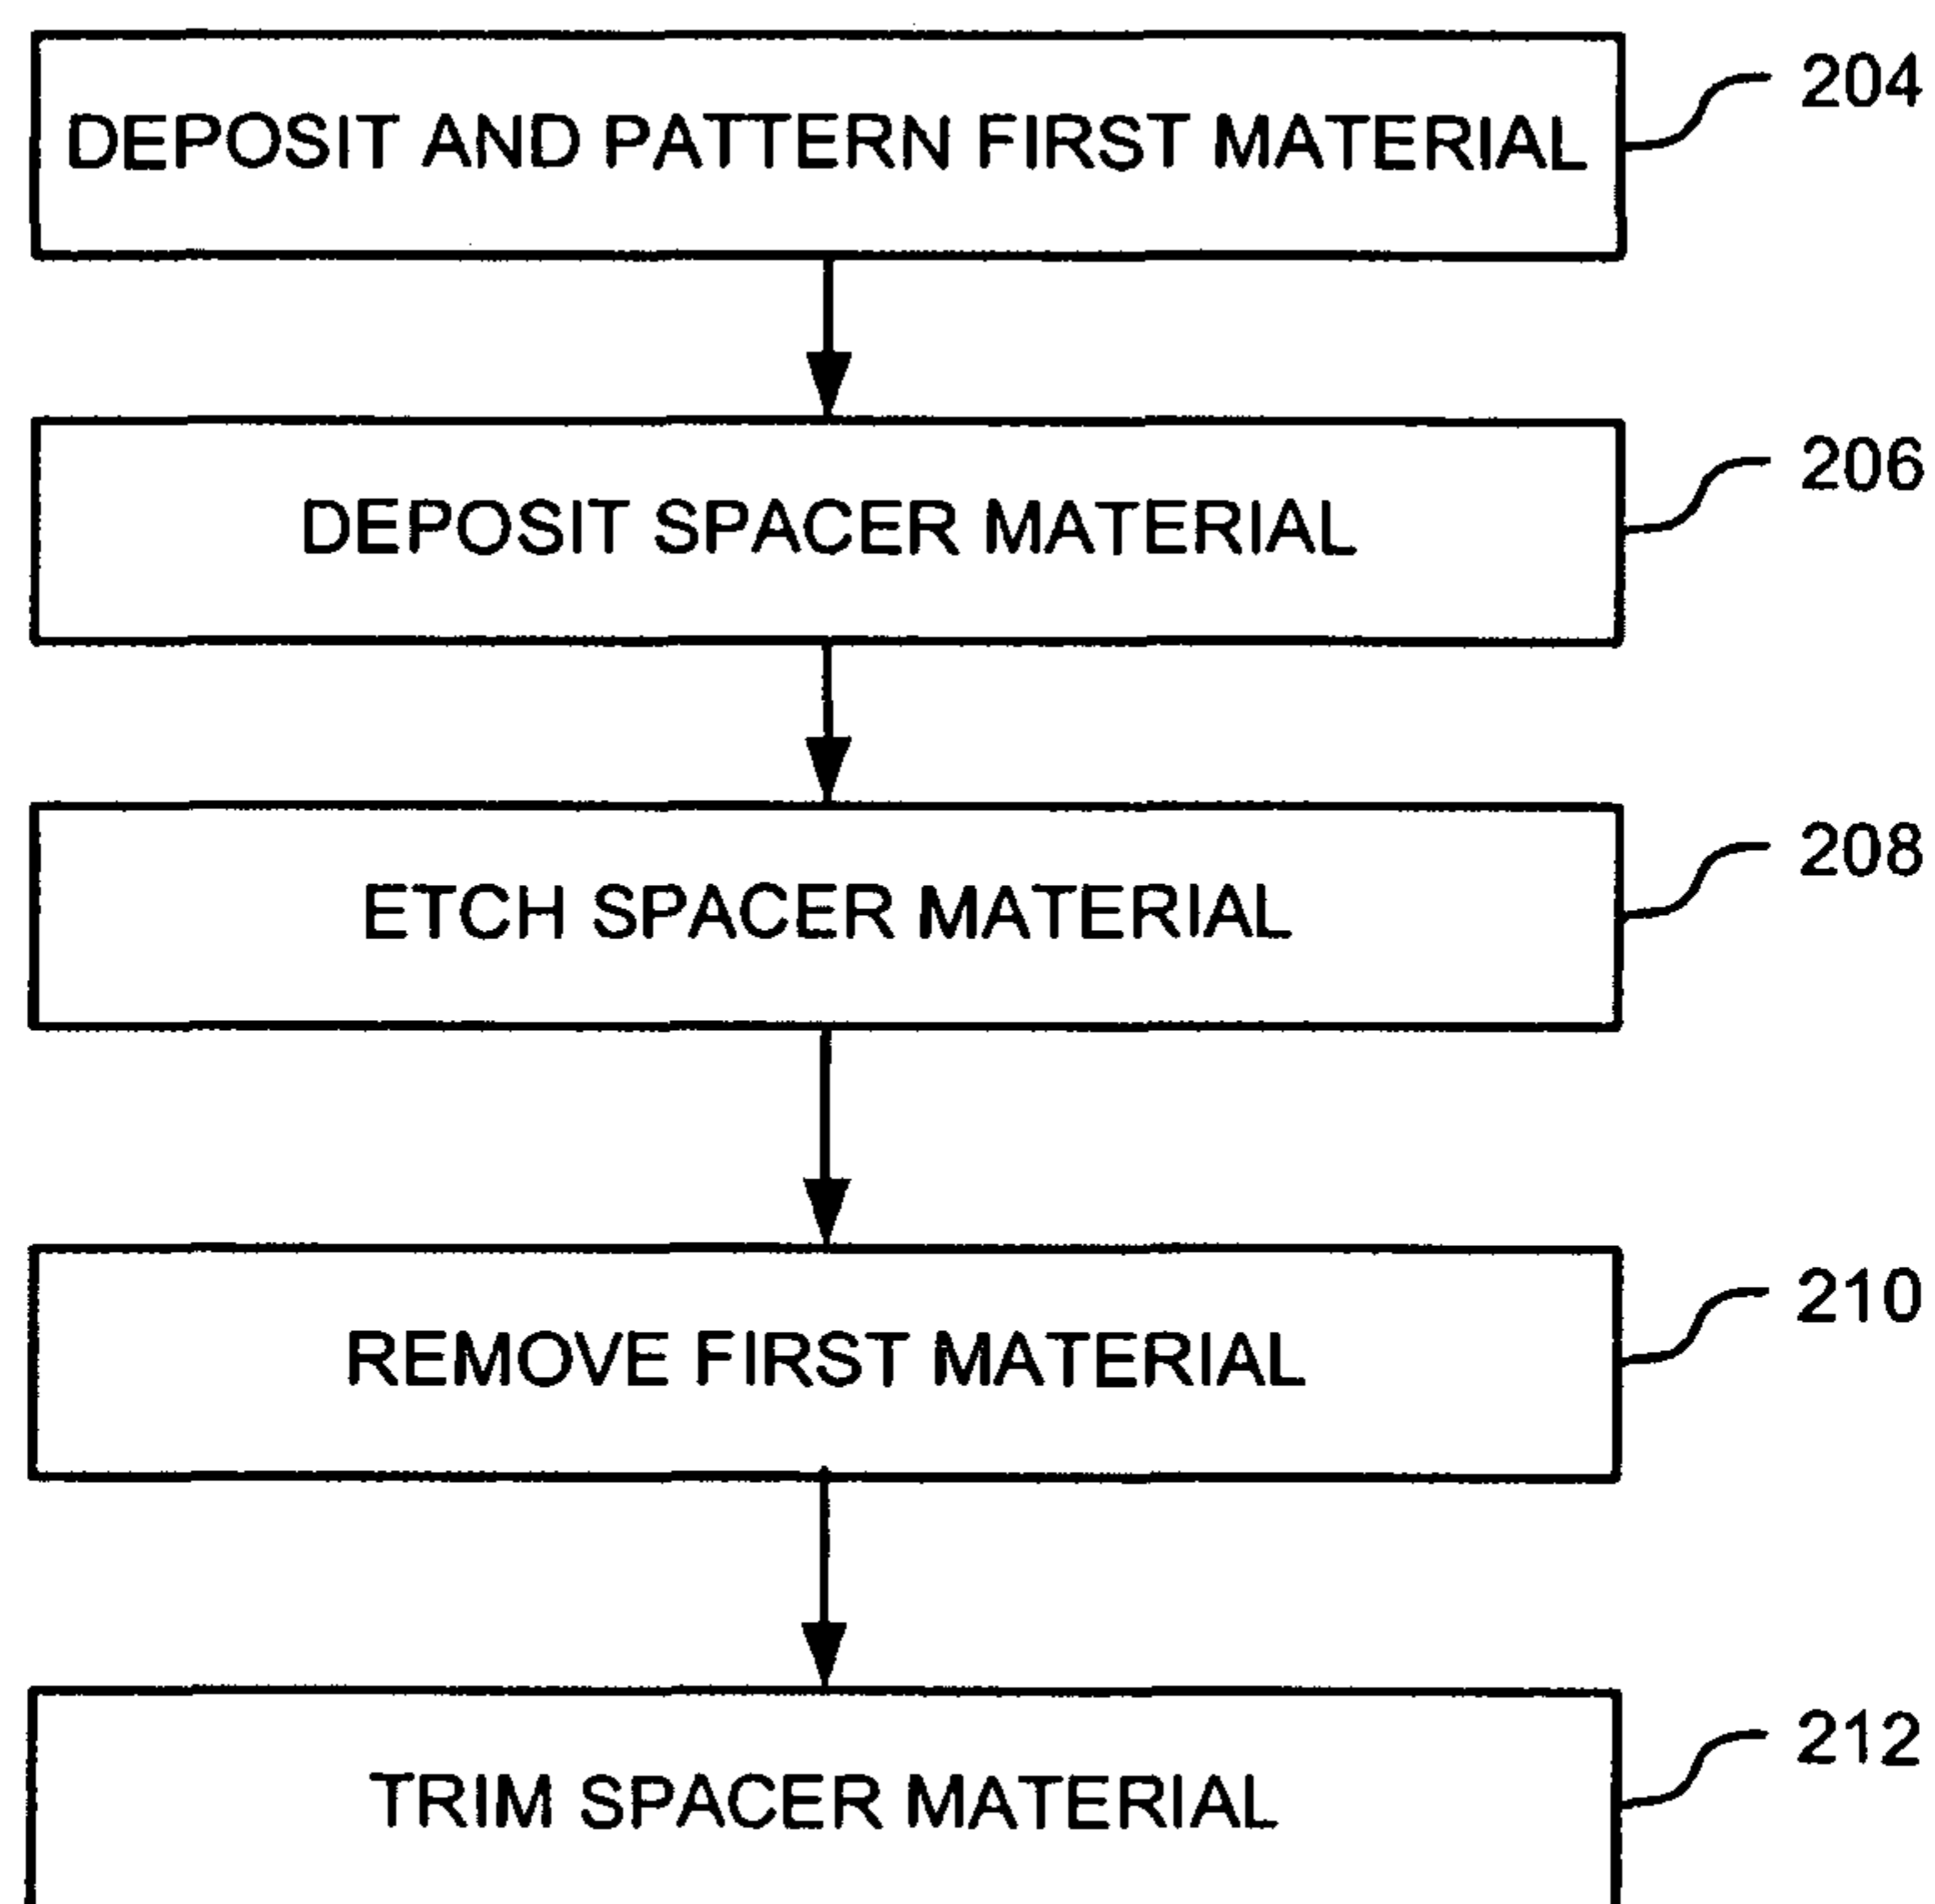 DEPOSIT AND PATTERN FIRST MATERIAL
204
DEPOSIT SPACER MATERIAL
206
ETCH SPACER MATERIAL
208
REMOVE FIRST MATERIAL
210
TRIM SPACER MATERIAL
212